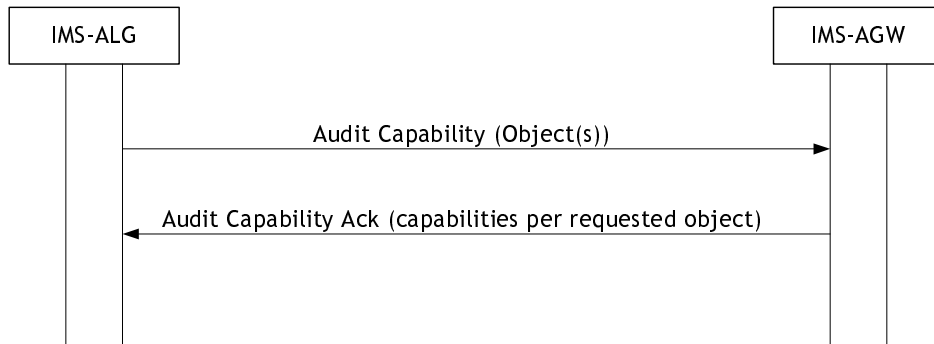 IMS-ALG
IMS-AGW
Audit Capability (Object(s))
Audit Capability Ack (capabilities per requested object)